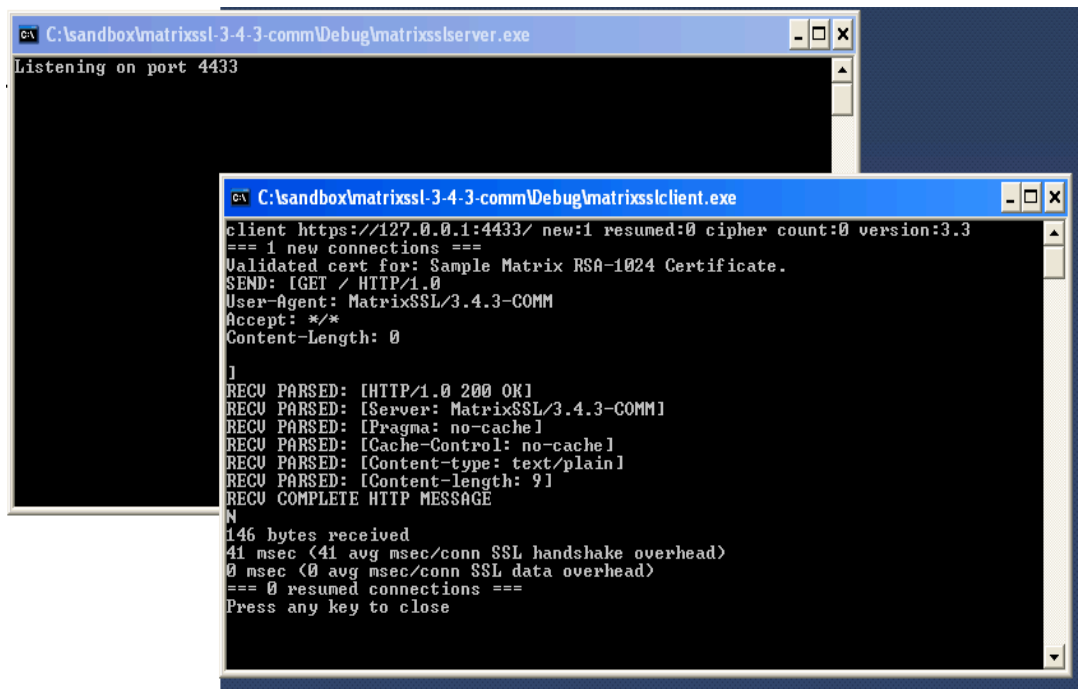 C:\sandbox\matrixssl-3-4-3-comm\Debug\matrixsslserver.exe
Listening on port 4433
C:\sandbox\matrixssl-3-4-3-comm\Debug\matrixsslclient.exe
client https://127.0.0.1:4433/ new:1 resumed:0 cipher count:0 version:3.3
=== 1 new connections ===
Validated cert for: Sample Matrix RSA-1024 Certificate.
SEND: [GET / HTTP/1.0
User-Agent: MatrixSSL/3.4.3-COMM
Accept: */*
Content-Length: 0
]
RECV PARSED: [HTTP/1.0 200 OK]
RECV PARSED: [Server: MatrixSSL/3.4.3-COMM]
RECV PARSED: [Pragma: no-cache]
RECV PARSED: [Cache-Control: no-cache]
RECV PARSED: [Content-type: text/plain]
RECV PARSED: [Content-length: 9]
RECV COMPLETE HTTP MESSAGE
N
146 bytes received
41 msec (41 avg msec/conn SSL handshake overhead)
0 msec (0 avg msec/conn SSL data overhead)
=== 0 resumed connections ===
Press any key to close